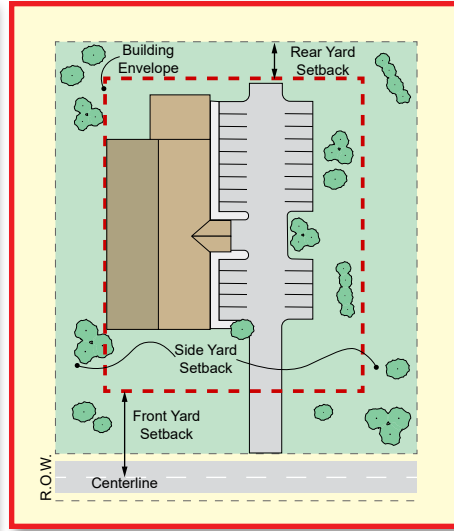 Building
Envelope
Rear Yard
Setback
Side Yard
Setback
Front Yard
Setback
R.O.W.
Centerline